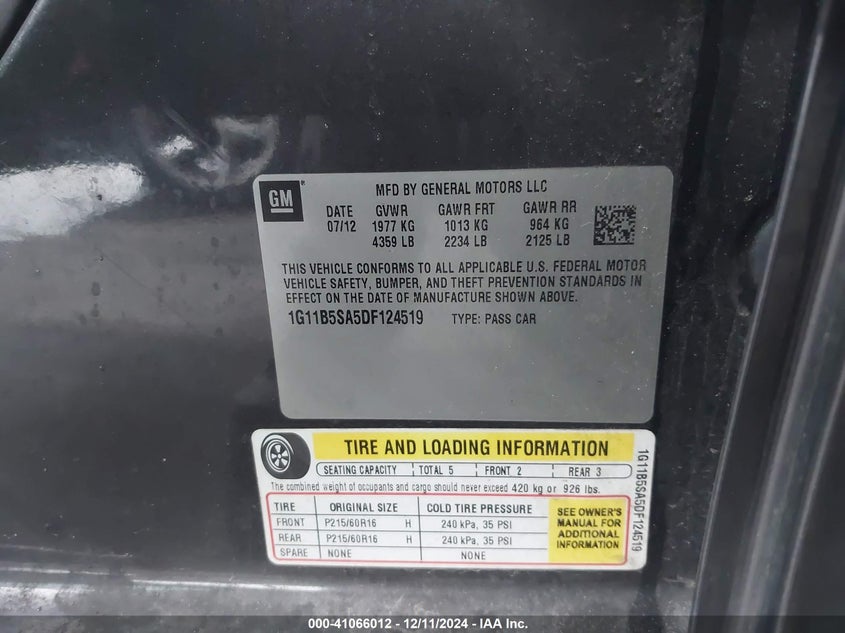 GM ®
MFD BY GENERAL MOTORS LLC
DATE GVWR GAWR FRT GAWR RR
07/12 1977 KG 1013 KG 964 KG
4359 LB 2234 LB 2125 LB
THIS VEHICLE CONFORMS TO ALL APPLICABLE U.S. FEDERAL MOTOR
VEHICLE SAFETY, BUMPER, AND THEFT PREVENTION STANDARDS IN
EFFECT ON THE DATE OF MANUFACTURE SHOWN ABOVE.
1G11B5SA5DF124519 TYPE: PASS CAR
TIRE AND LOADING INFORMATION
SEATING CAPACITY TOTAL 5 FRONT 2 REAR 3
The combined weight of occupants and cargo should never exceed 420 kg or 926 lbs.
TIRE ORIGINAL SIZE COLD TIRE PRESSURE
FRONT P215/60R16 H 240 kPa, 35 PSI
REAR P215/60R16 H 240 kPa, 35 PSI
SPARE NONE NONE
SEE OWNER'S
MANUAL FOR
ADDITIONAL
INFORMATION
1G11B5SA5DF124519
000-41066012 - 12/11/2024 - IAA Inc.